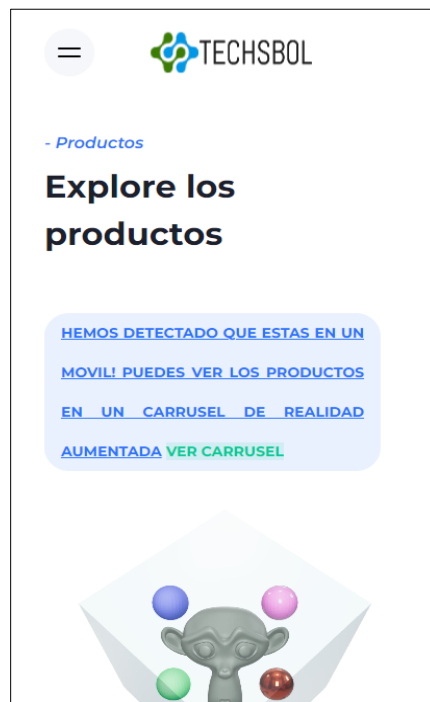 TECHSBOL
- Productos
Explore los
productos
HEMOS DETECTADO QUE ESTAS EN UN
MOVIL! PUEDES VER LOS PRODUCTOS
EN UN CARRUSEL DE REALIDAD
AUMENTADA VER CARRUSEL